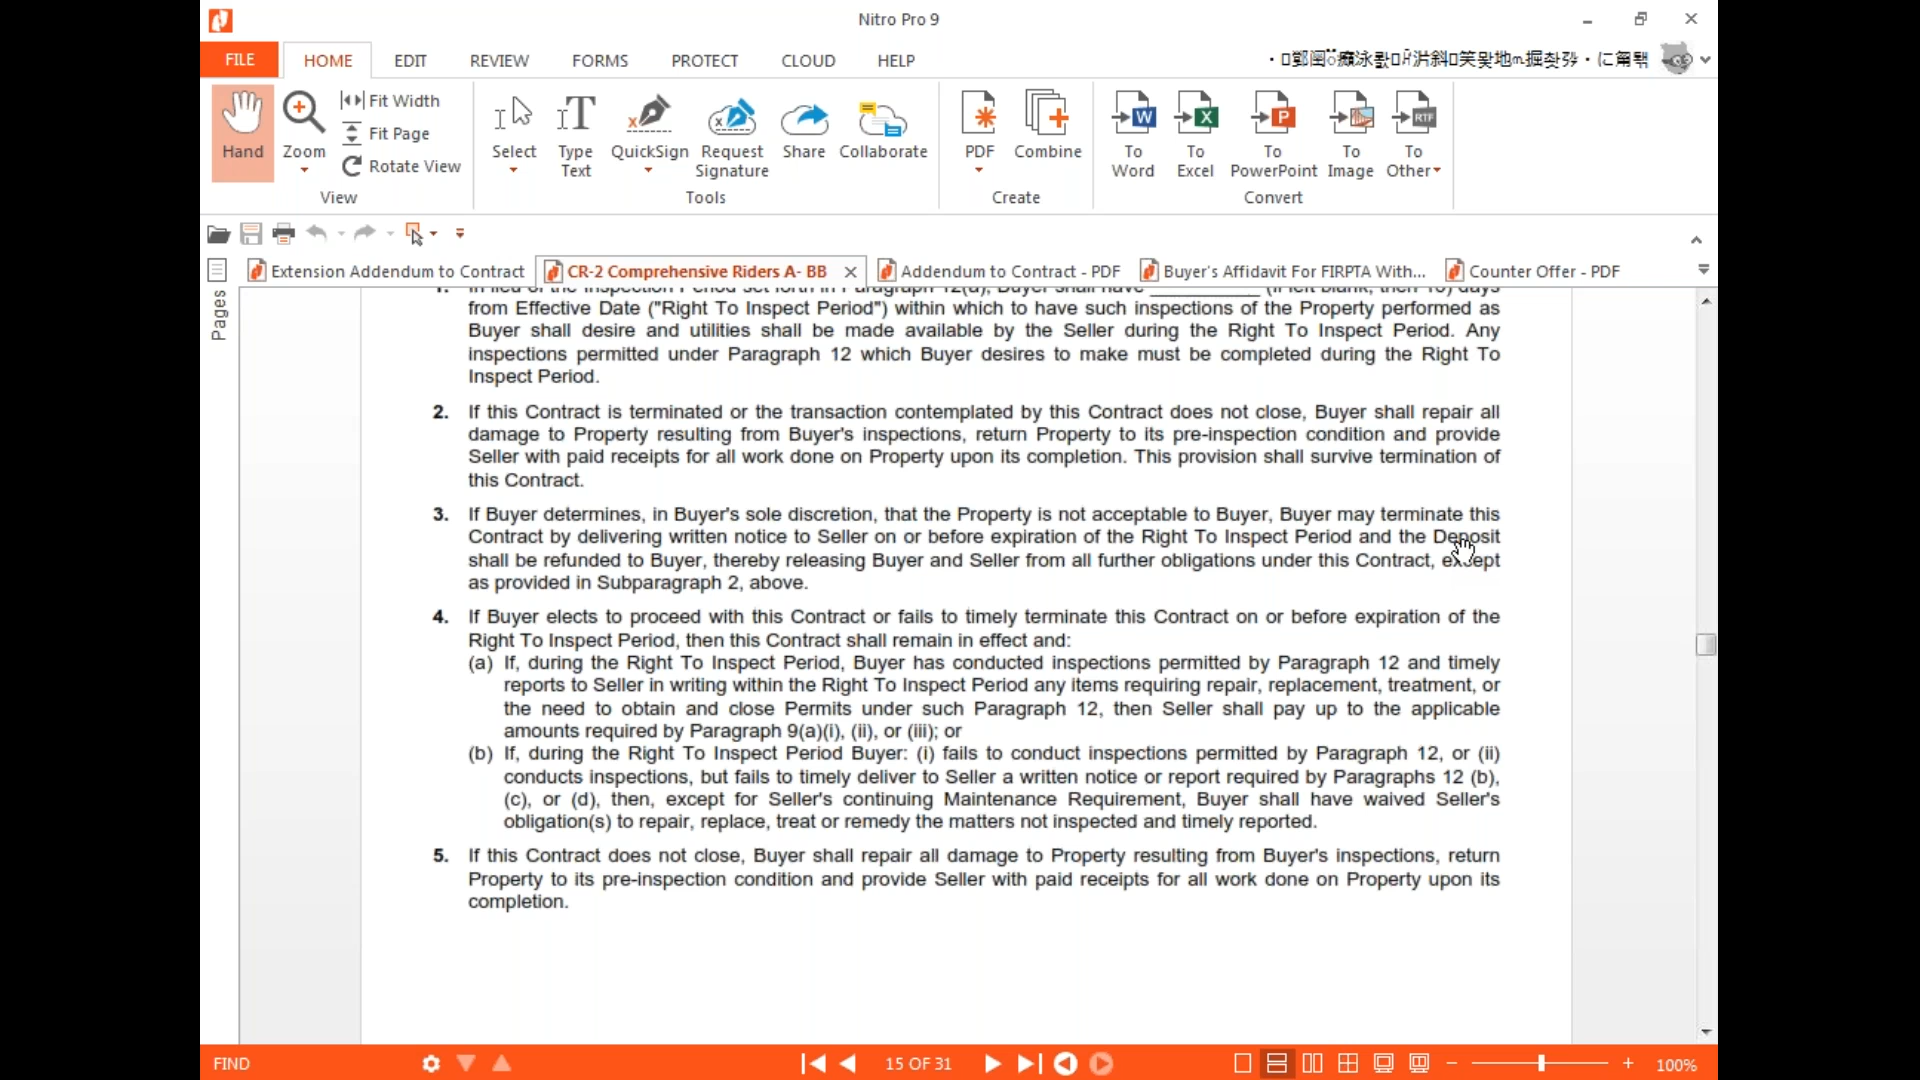 Nitro Pro 9
FILE
HOME
EDIT
REVIEW
FORMS
PROTECT
CLOUD
HELP
Hand
Zoom
Fit Width
Fit Page
Rotate View
View
Select
Type Text
QuickSign
Request Signature
Share
Collaborate
Tools
PDF
Combine
Create
To Word
To Excel
To PowerPoint
To Image
To Other
Convert
Extension Addendum to Contract
CR-2 Comprehensive Riders A- BB
Addendum to Contract - PDF
Buyer's Affidavit For FIRPTA With...
Counter Offer - PDF
Pages
1. In lieu of the Inspection Period set forth in Paragraph 12(a), Buyer shall have __________ (if left blank, then 15) days
from Effective Date ("Right To Inspect Period") within which to have such inspections of the Property performed as
Buyer shall desire and utilities shall be made available by the Seller during the Right To Inspect Period. Any
inspections permitted under Paragraph 12 which Buyer desires to make must be completed during the Right To
Inspect Period.
2. If this Contract is terminated or the transaction contemplated by this Contract does not close, Buyer shall repair all
damage to Property resulting from Buyer's inspections, return Property to its pre-inspection condition and provide
Seller with paid receipts for all work done on Property upon its completion. This provision shall survive termination of
this Contract.
3. If Buyer determines, in Buyer's sole discretion, that the Property is not acceptable to Buyer, Buyer may terminate this
Contract by delivering written notice to Seller on or before expiration of the Right To Inspect Period and the Deposit
shall be refunded to Buyer, thereby releasing Buyer and Seller from all further obligations under this Contract, except
as provided in Subparagraph 2, above.
4. If Buyer elects to proceed with this Contract or fails to timely terminate this Contract on or before expiration of the
Right To Inspect Period, then this Contract shall remain in effect and:
(a) If, during the Right To Inspect Period, Buyer has conducted inspections permitted by Paragraph 12 and timely
reports to Seller in writing within the Right To Inspect Period any items requiring repair, replacement, treatment, or
the need to obtain and close Permits under such Paragraph 12, then Seller shall pay up to the applicable
amounts required by Paragraph 9(a)(i), (ii), or (iii); or
(b) If, during the Right To Inspect Period Buyer: (i) fails to conduct inspections permitted by Paragraph 12, or (ii)
conducts inspections, but fails to timely deliver to Seller a written notice or report required by Paragraphs 12 (b),
(c), or (d), then, except for Seller's continuing Maintenance Requirement, Buyer shall have waived Seller's
obligation(s) to repair, replace, treat or remedy the matters not inspected and timely reported.
5. If this Contract does not close, Buyer shall repair all damage to Property resulting from Buyer's inspections, return
Property to its pre-inspection condition and provide Seller with paid receipts for all work done on Property upon its
completion.
FIND
15 OF 31
100%